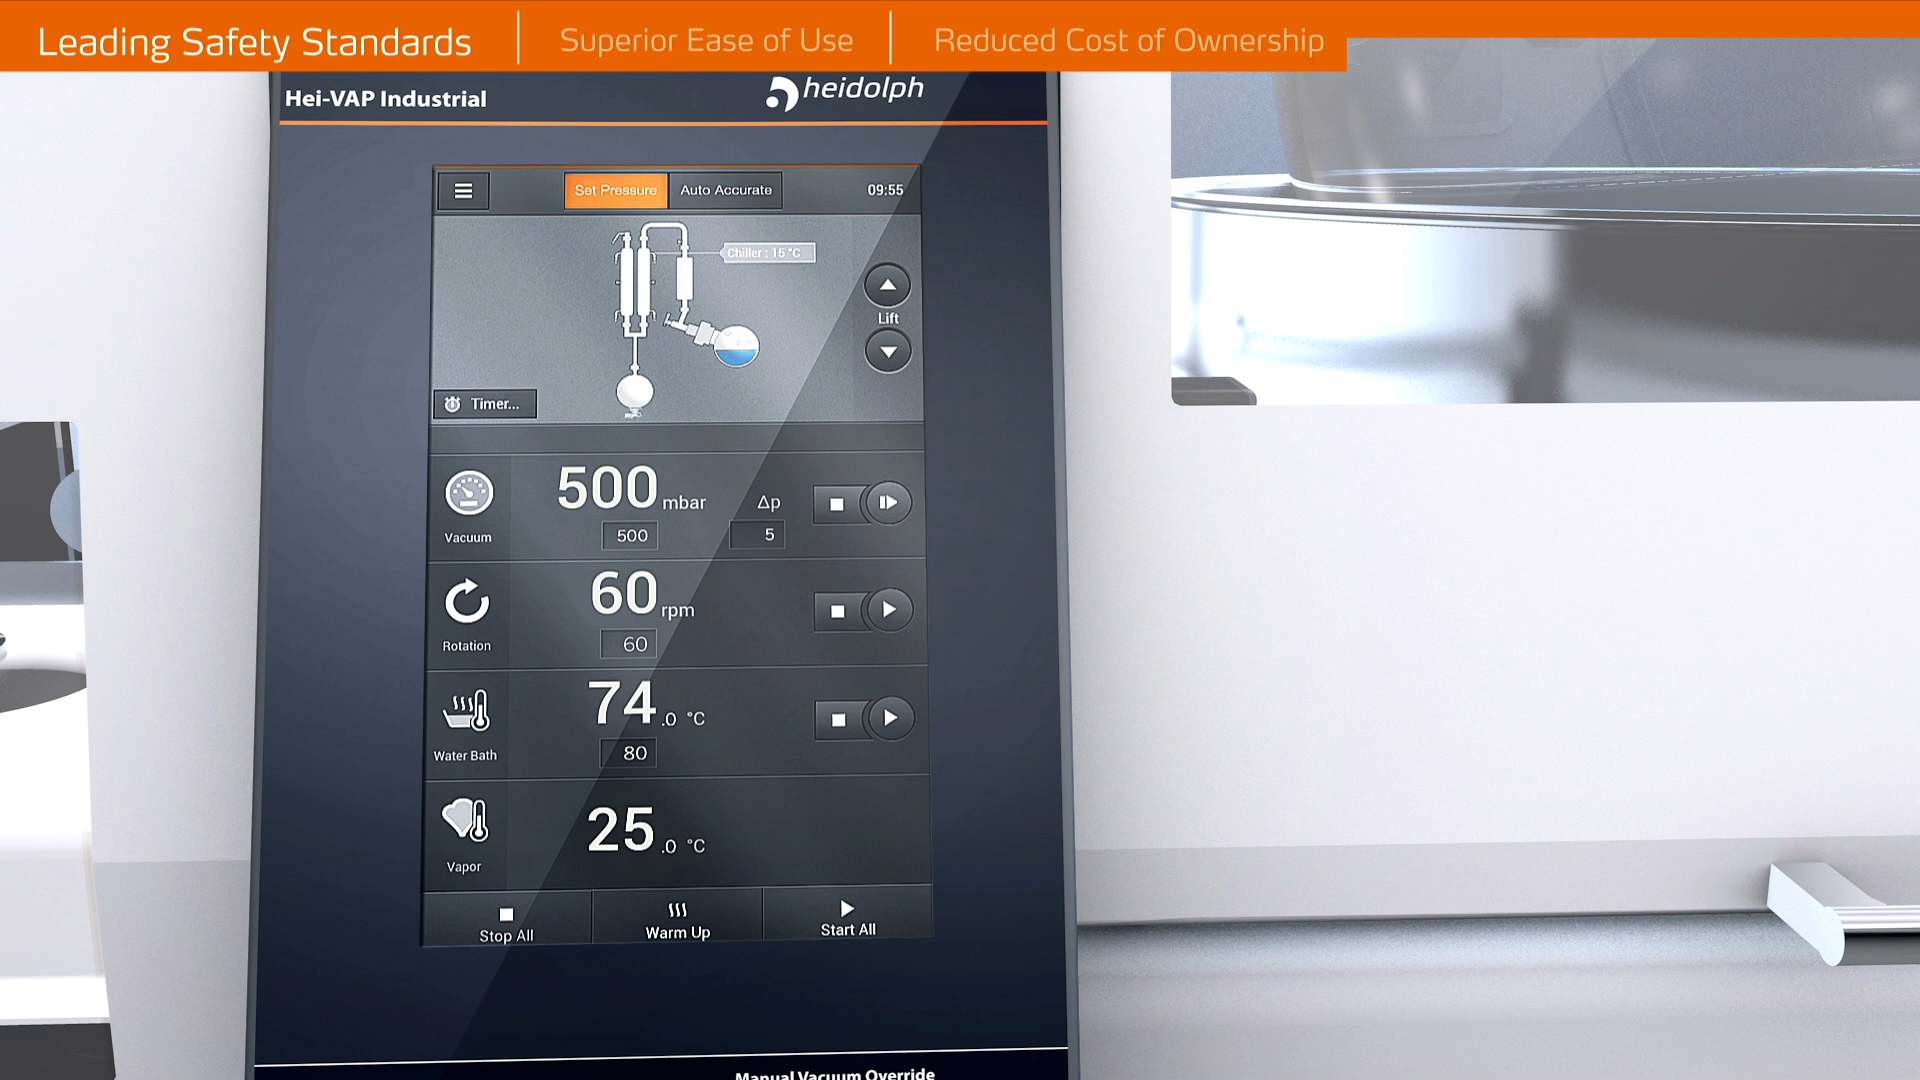 Leading Safety Standards
Superior Ease of Use
Reduced Cost of Ownership
Hei-VAP Industrial
heidolph
Set Pressure
Auto Accurate
09:55
Chiller : 15 °C
Lift
Timer...
Vacuum
500 mbar
500
Δp
5
Rotation
60 rpm
60
Water Bath
74.0 °C
80
Vapor
25.0 °C
Stop All
Warm Up
Start All
Manual Vacuum Override